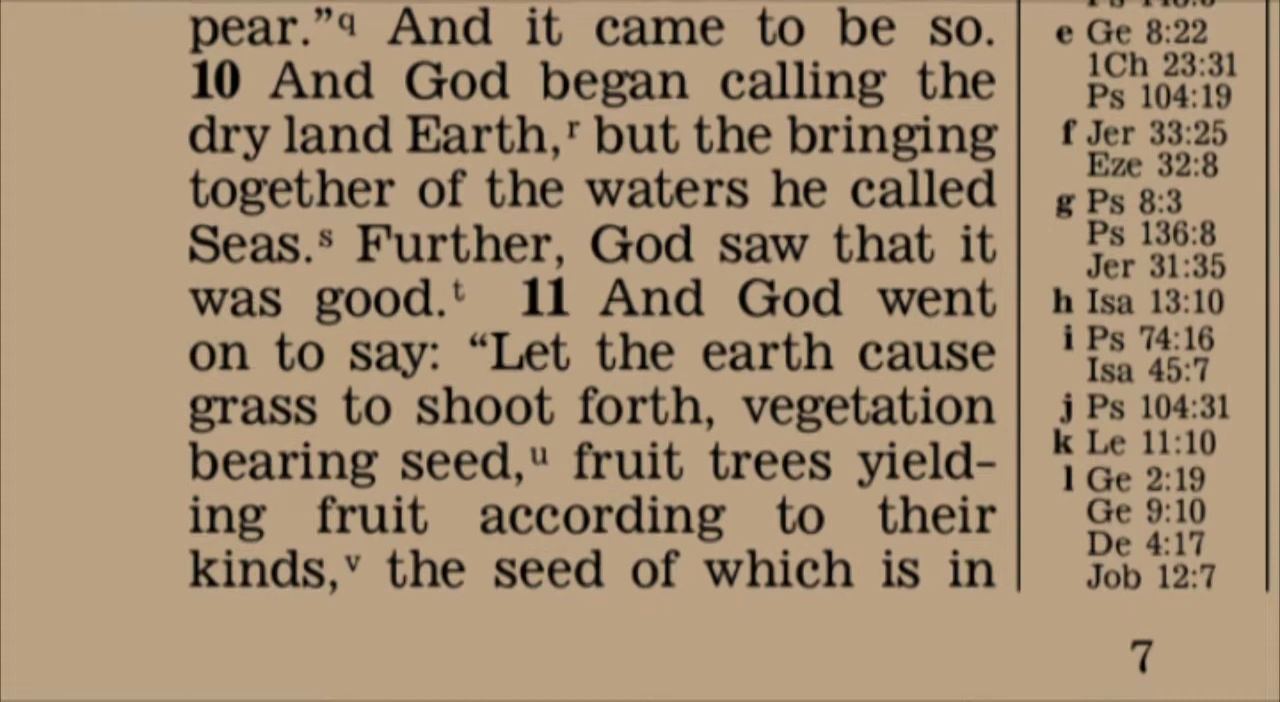 pear.”q And it came to be so.
10 And God began calling the
dry land Earth,r but the bringing
together of the waters he called
Seas.s Further, God saw that it
was good.t 11 And God went
on to say: “Let the earth cause
grass to shoot forth, vegetation
bearing seed,u fruit trees yield-
ing fruit according to their
kinds,v the seed of which is in
e Ge 8:22
1Ch 23:31
Ps 104:19
f Jer 33:25
Eze 32:8
g Ps 8:3
Ps 136:8
Jer 31:35
h Isa 13:10
i Ps 74:16
Isa 45:7
j Ps 104:31
k Le 11:10
l Ge 2:19
Ge 9:10
De 4:17
Job 12:7
7